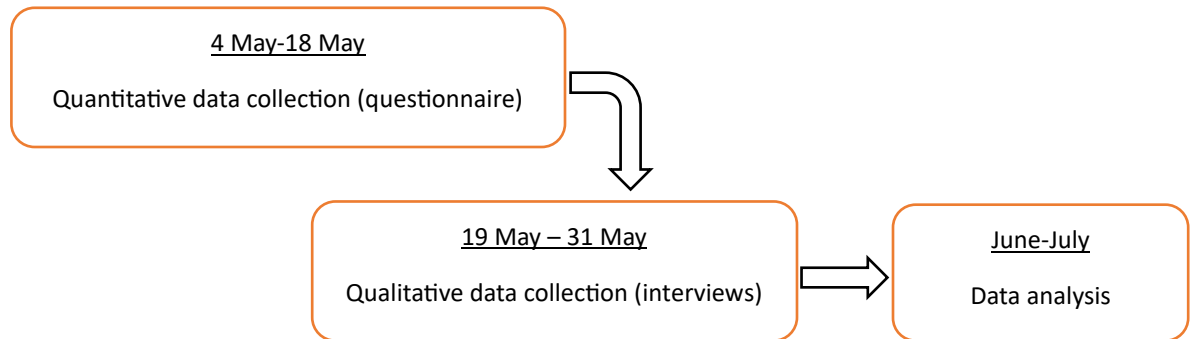 4 May-18 May
Quantitative data collection (questionnaire)
19 May – 31 May
Qualitative data collection (interviews)
June-July
Data analysis